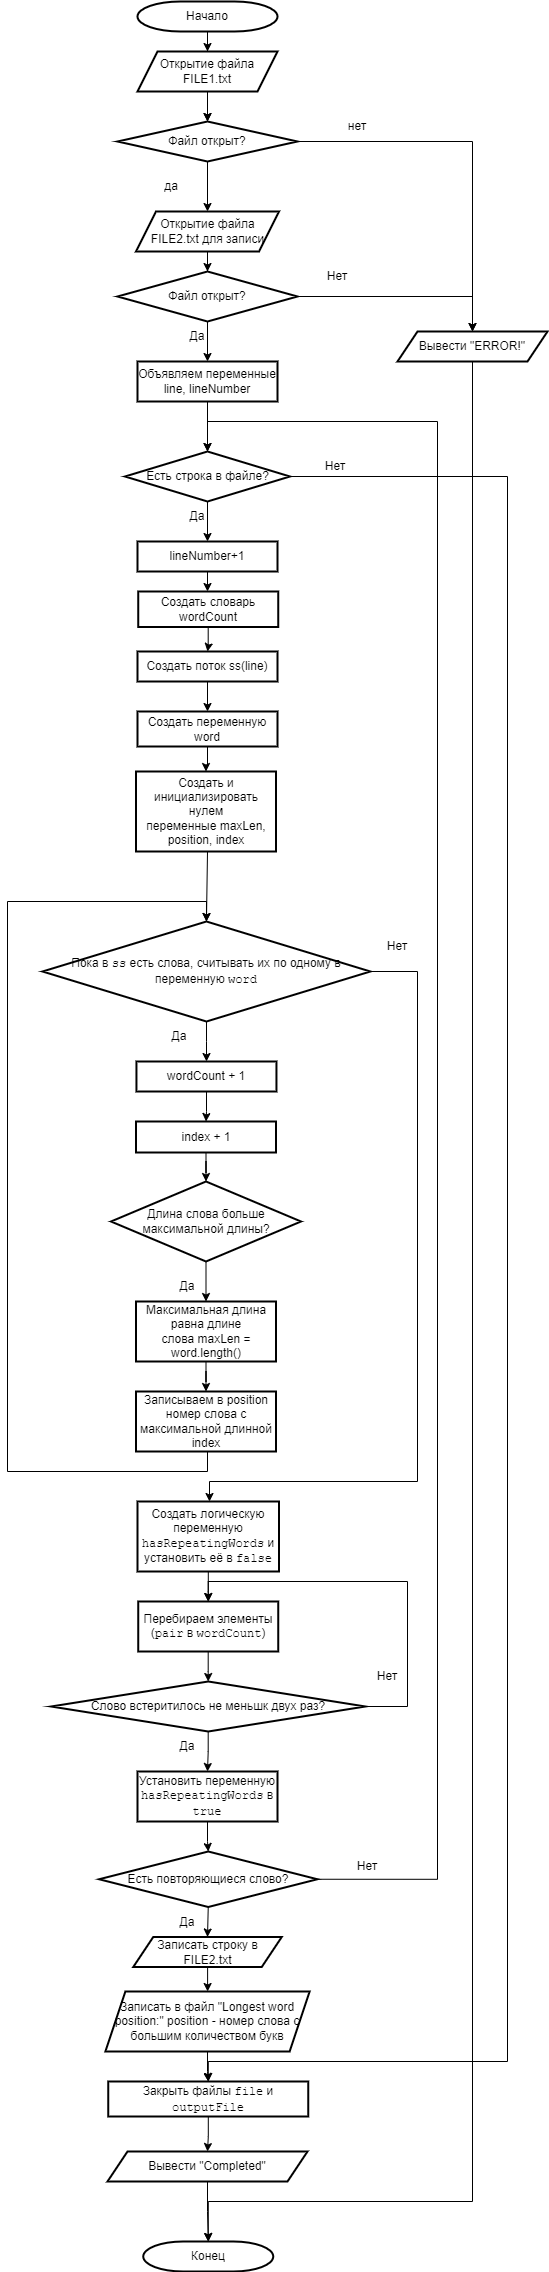 Начало
Открытие файла
FILE1.txt
Файл открыт?
нет
да
Открытие файла
FILE2.txt для записи
Файл открыт?
Нет
Да
Вывести "ERROR!"
Объявляем переменные
line, lineNumber
Есть строка в файле?
Нет
Да
lineNumber+1
Создать словарь
wordCount
Создать поток ss(line)
Создать переменную
word
Создать и
инициализировать
нулем
переменные maxLen,
position, index
Пока в ss есть слова, считывать их по одному в
переменную word
Нет
Да
wordCount + 1
index + 1
Длина слова больше
максимальной длины?
Да
Максимальная длина
равна длине
слова maxLen =
word.length()
Записываем в position
номер слова с
максимальной длинной
index
Создать логическую
переменную
hasRepeatingWords и
установить её в false
Перебираем элементы
(pair в wordCount)
Нет
Слово встеритилось не меньшк двух раз?
Да
Установить переменную
hasRepeatingWords в
true
Есть повторяющиеся слово?
Нет
Да
Записать строку в
FILE2.txt
Записать в файл "Longest word
position:" position - номер слова с
большим количеством букв
Закрыть файлы file и
outputFile
Вывести "Completed"
Конец